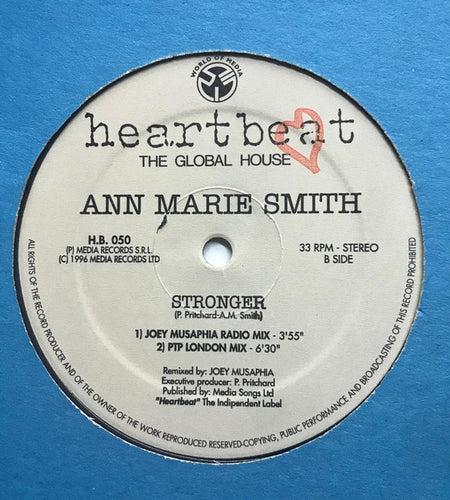 WORLD OF MEDIA
heartbeat
THE GLOBAL HOUSE
ANN MARIE SMITH
H.B. 050
(P) MEDIA RECORDS S.R.L.
(C) 1996 MEDIA RECORDS LTD
33 RPM - STEREO
B SIDE
STRONGER
(P. Pritchard-A.M. Smith)
1) JOEY MUSAPHIA RADIO MIX - 3'55"
2) PTP LONDON MIX - 6'30"
Remixed by: JOEY MUSAPHIA
Executive producer: P. Pritchard
Published by: Media Songs Ltd
"Heartbeat" The Indipendent Label
ALL RIGHTS OF THE RECORD PRODUCER AND OF THE OWNER OF THE WORK REPRODUCED RESERVED-COPYING, PUBLIC PERFORMANCE AND BROADCASTING OF THIS RECORD PROHIBITED